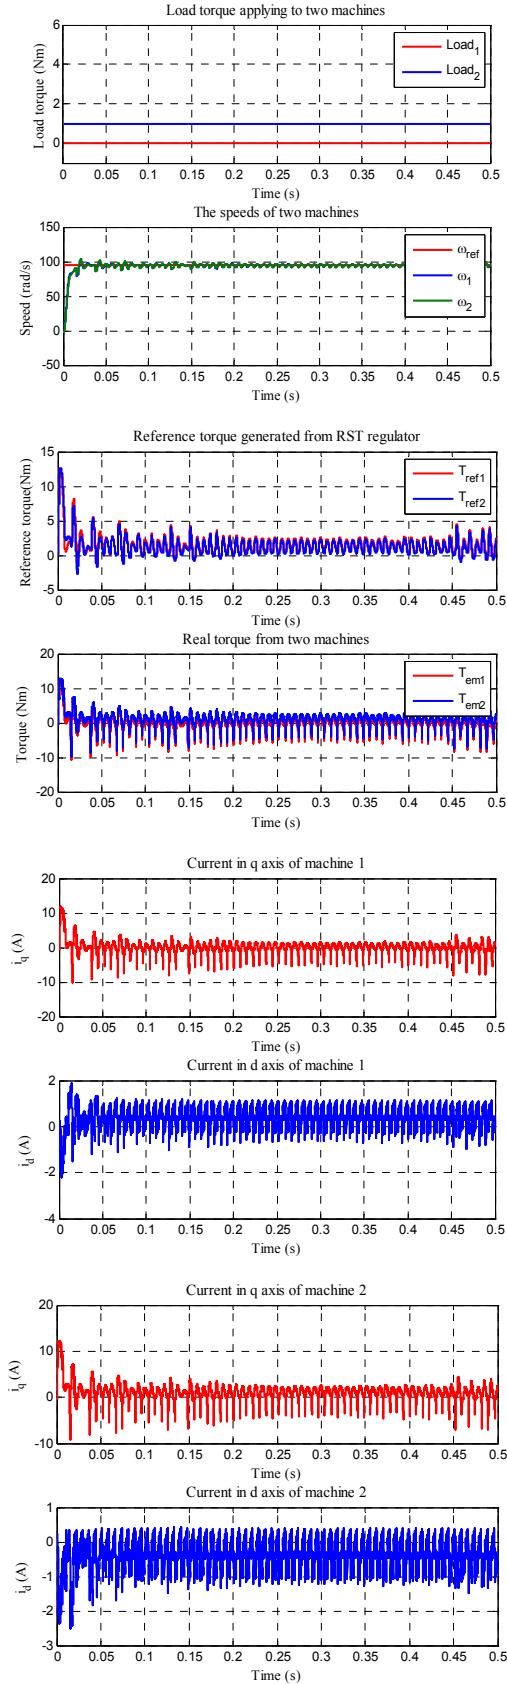 Load torque applying to two machines
6
4
2
0
Load torque (Nm)
Load1
Load2
0 0.05 0.1 0.15 0.2 0.25 0.3 0.35 0.4 0.45 0.5
Time (s)
The speeds of two machines
150
100
50
0
-50
Speed (rad/s)
ωref
ω1
ω2
0 0.05 0.1 0.15 0.2 0.25 0.3 0.35 0.4 0.45 0.5
Time (s)
Reference torque generated from RST regulator
15
10
5
0
-5
Reference torque(Nm)
Tref1
Tref2
0 0.05 0.1 0.15 0.2 0.25 0.3 0.35 0.4 0.45 0.5
Time (s)
Real torque from two machines
20
10
0
-10
-20
Torque (Nm)
Tem1
Tem2
0 0.05 0.1 0.15 0.2 0.25 0.3 0.35 0.4 0.45 0.5
Time (s)
Current in q axis of machine 1
20
10
0
-10
-20
iq (A)
0 0.05 0.1 0.15 0.2 0.25 0.3 0.35 0.4 0.45 0.5
Time (s)
Current in d axis of machine 1
2
0
-2
-4
id (A)
0 0.05 0.1 0.15 0.2 0.25 0.3 0.35 0.4 0.45 0.5
Time (s)
Current in q axis of machine 2
20
10
0
-10
iq (A)
0 0.05 0.1 0.15 0.2 0.25 0.3 0.35 0.4 0.45 0.5
Time (s)
Current in d axis of machine 2
1
0
-1
-2
-3
id (A)
0 0.05 0.1 0.15 0.2 0.25 0.3 0.35 0.4 0.45 0.5
Time (s)